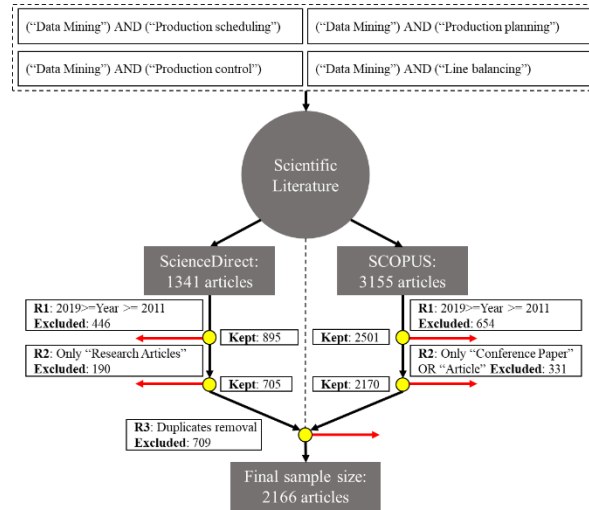 (“Data Mining”) AND (“Production scheduling”)
(“Data Mining”) AND (“Production planning”)
(“Data Mining”) AND (“Production control”)
(“Data Mining”) AND (“Line balancing”)
Scientific
Literature
ScienceDirect:
1341 articles
SCOPUS:
3155 articles
R1: 2019>=Year >= 2011
Excluded: 446
R1: 2019>=Year >= 2011
Excluded: 654
Kept: 895
Kept: 2501
R2: Only “Research Articles”
Excluded: 190
R2: Only “Conference Paper”
OR “Article” Excluded: 331
Kept: 705
Kept: 2170
R3: Duplicates removal
Excluded: 709
Final sample size:
2166 articles